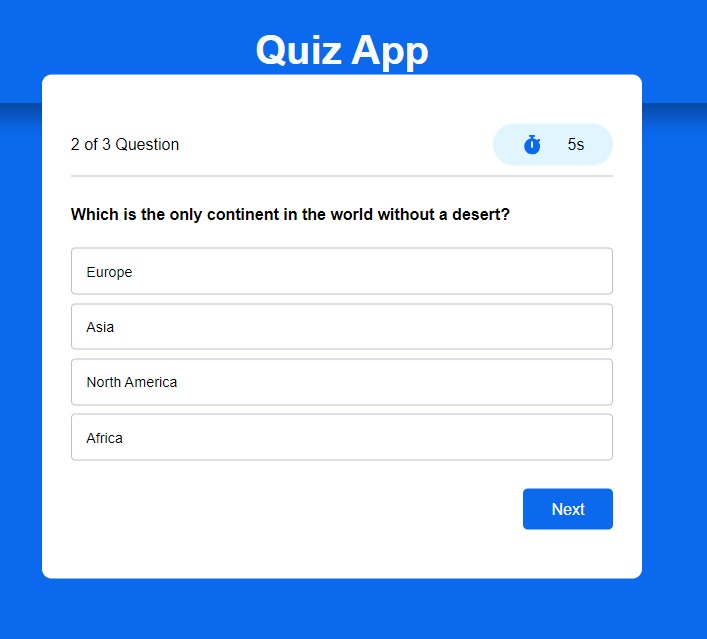 Quiz App
2 of 3 Question
5s
Which is the only continent in the world without a desert?
Europe
Asia
North America
Africa
Next